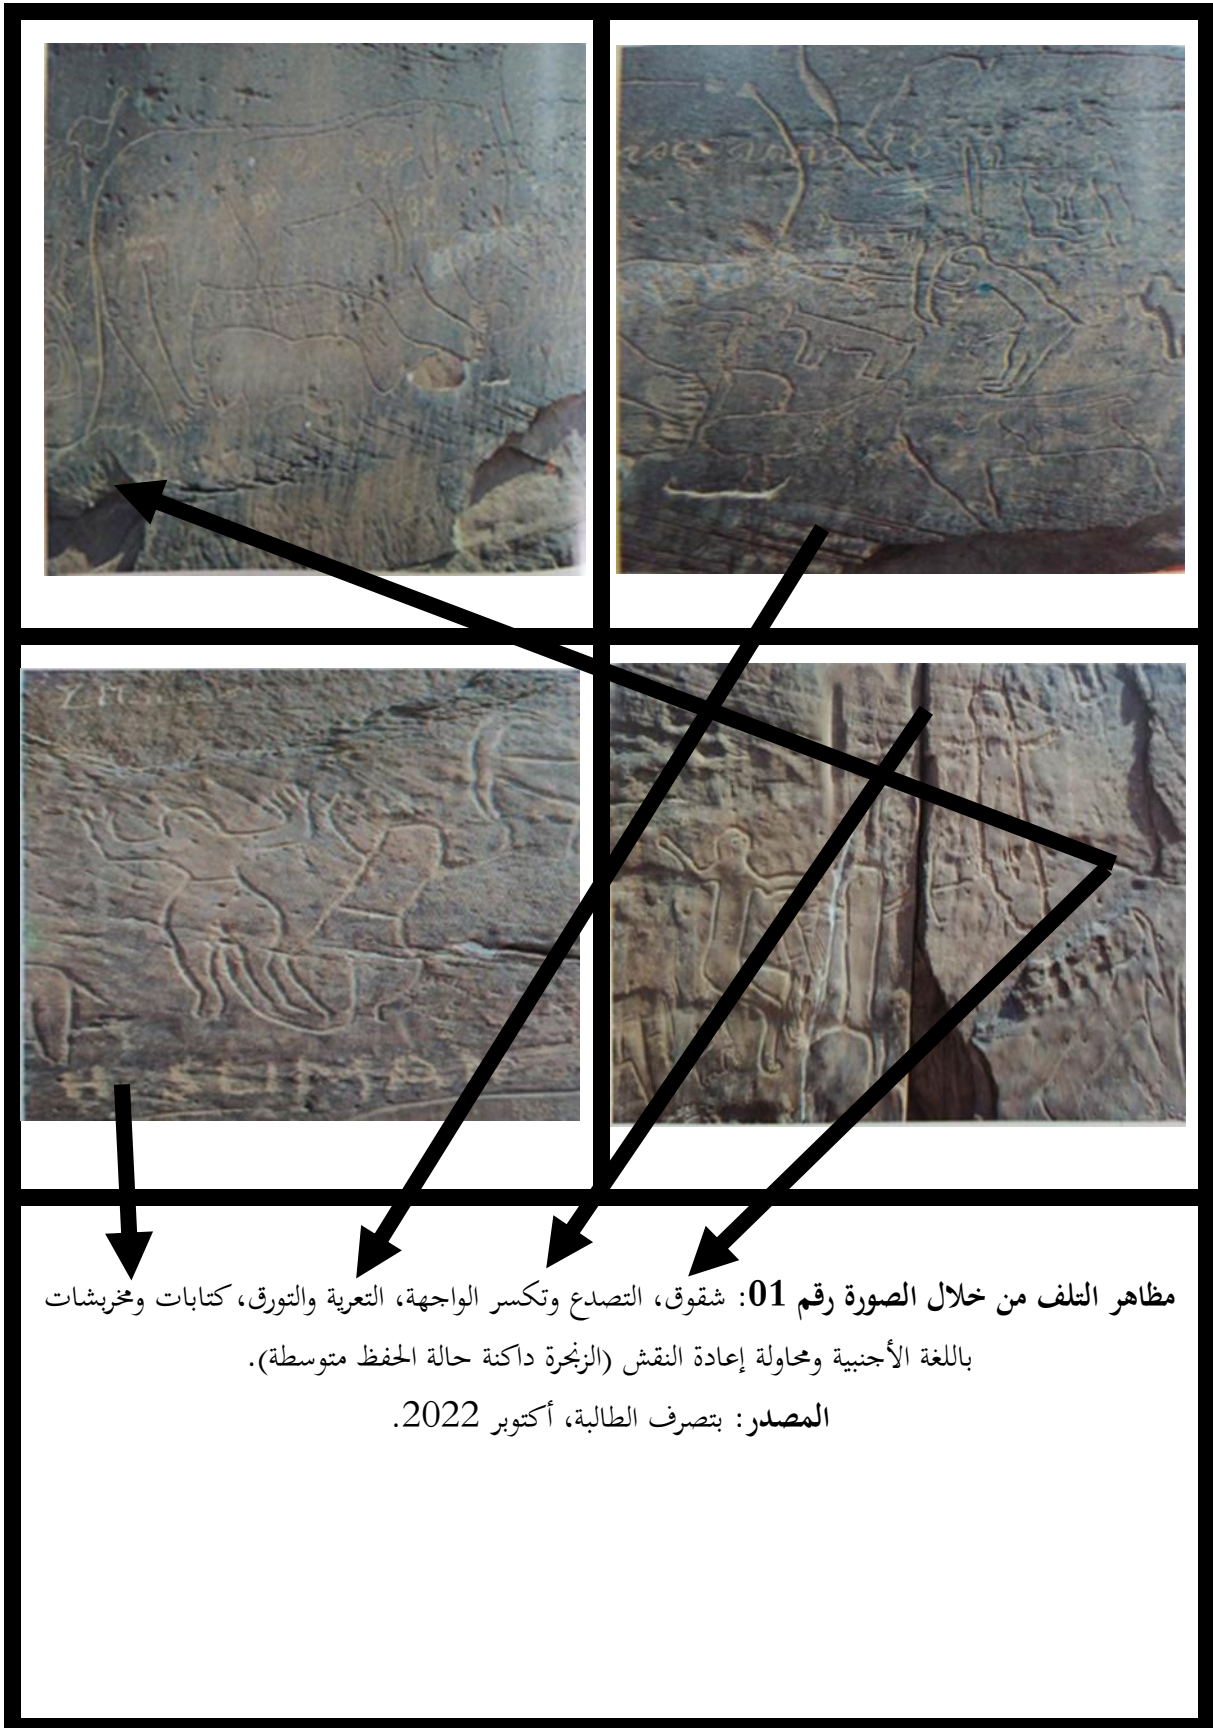 مظاهر التلف من خلال الصورة رقم 01: شقوق، التصدع وتكسر الواجهة، التعرية والتورق، كتابات ومخربشات
باللغة الأجنبية ومحاولة إعادة النقش (الزنجرة داكنة حالة الحفظ متوسطة).
المصدر: بتصرف الطالبة، أكتوبر 2022.